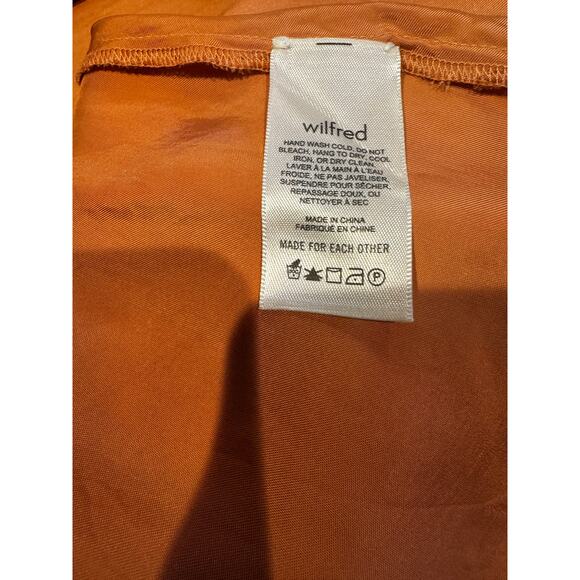 wilfred
HAND WASH COLD, DO NOT
BLEACH, HANG TO DRY, COOL
IRON, OR DRY CLEAN.
LAVER À LA MAIN À L'EAU
FROIDE, NE PAS JAVELISER,
SUSPENDRE POUR SÉCHER,
REPASSAGE DOUX, OU
NETTOYER À SEC
MADE IN CHINA
FABRIQUÉ EN CHINE
MADE FOR EACH OTHER
P